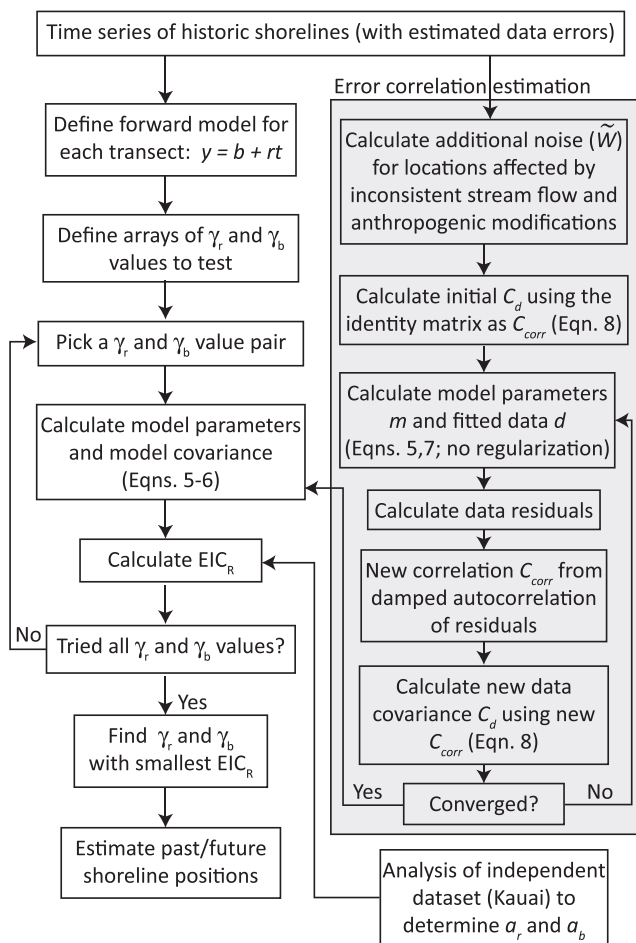 Time series of historic shorelines (with estimated data errors)
Define forward model for
each transect: y = b + rt
Define arrays of γr and γb
values to test
Pick a γr and γb value pair
Calculate model parameters
and model covariance
(Eqns. 5-6)
Calculate EICR
No
Tried all γr and γb values?
Yes
Find γr and γb
with smallest EICR
Estimate past/future
shoreline positions
Error correlation estimation
Calculate additional noise (W̃)
for locations affected by
inconsistent stream flow and
anthropogenic modifications
Calculate initial Cd using the
identity matrix as Ccorr (Eqn. 8)
Calculate model parameters
m and fitted data d
(Eqns. 5,7; no regularization)
Calculate data residuals
New correlation Ccorr from
damped autocorrelation
of residuals
Calculate new data
covariance Cd using new
Ccorr (Eqn. 8)
Yes
Converged?
No
Analysis of independent
dataset (Kauai) to
determine ar and ab